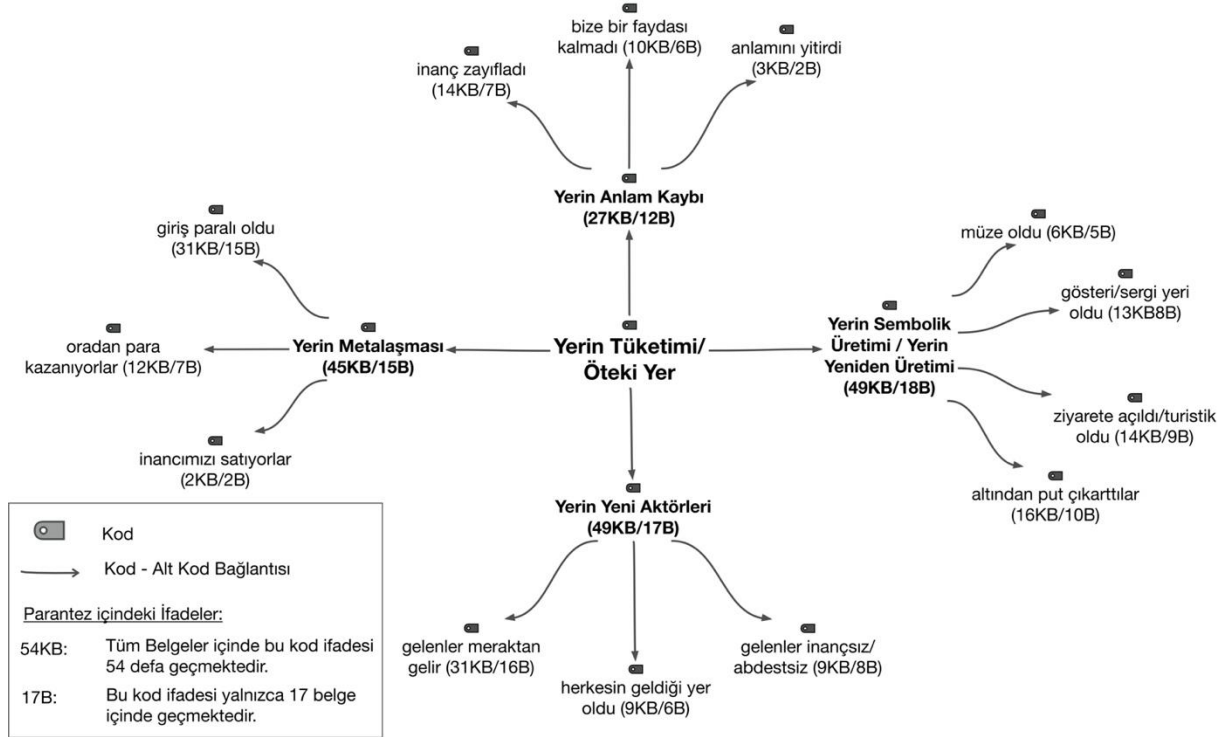 bize bir faydası
kalmadı (10KB/6B)
anlamını yitirdi
(3KB/2B)
inanç zayıfladı
(14KB/7B)
Yerin Anlam Kaybı
(27KB/12B)
giriş paralı oldu
(31KB/15B)
oradan para
kazanıyorlar (12KB/7B)
inancımızı satıyorlar
(2KB/2B)
Yerin Metalaşması
(45KB/15B)
Yerin Tüketimi/
Öteki Yer
Yerin Sembolik
Üretimi / Yerin
Yeniden Üretimi
(49KB/18B)
müze oldu (6KB/5B)
gösteri/sergi yeri
oldu (13KB8B)
ziyarete açıldı/turistik
oldu (14KB/9B)
altından put çıkarttılar
(16KB/10B)
Yerin Yeni Aktörleri
(49KB/17B)
gelenler meraktan
gelir (31KB/16B)
herkesin geldiği yer
oldu (9KB/6B)
gelenler inançsız/
abdestsiz (9KB/8B)
Kod
Kod - Alt Kod Bağlantısı
Parantez içindeki İfadeler:
54KB: Tüm Belgeler içinde bu kod ifadesi
54 defa geçmektedir.
17B: Bu kod ifadesi yalnızca 17 belge
içinde geçmektedir.